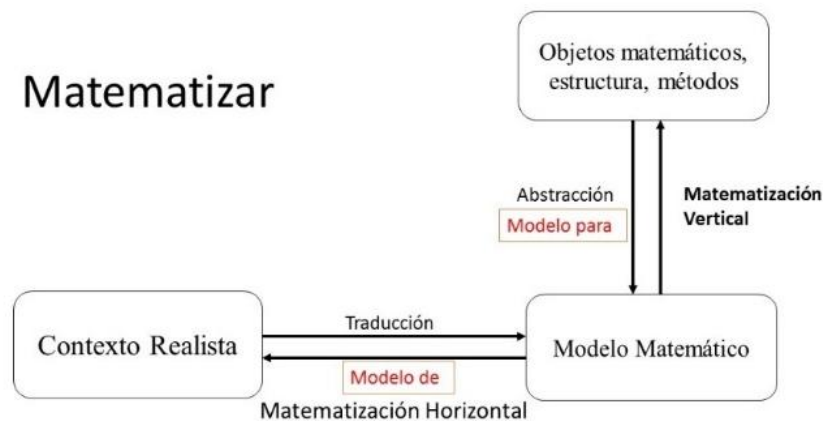 Matematizar
Objetos matemáticos,
estructura, métodos
Abstracción
Modelo para
Matematización
Vertical
Contexto Realista
Traducción
Modelo de
Matematización Horizontal
Modelo Matemático